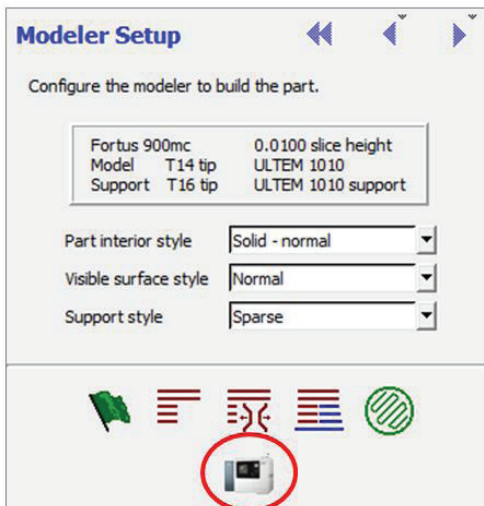 Modeler Setup
Configure the modeler to build the part.
Fortus 900mc 0.0100 slice height
Model T14 tip ULTEM 1010
Support T16 tip ULTEM 1010 support
Part interior style Solid - normal
Visible surface style Normal
Support style Sparse